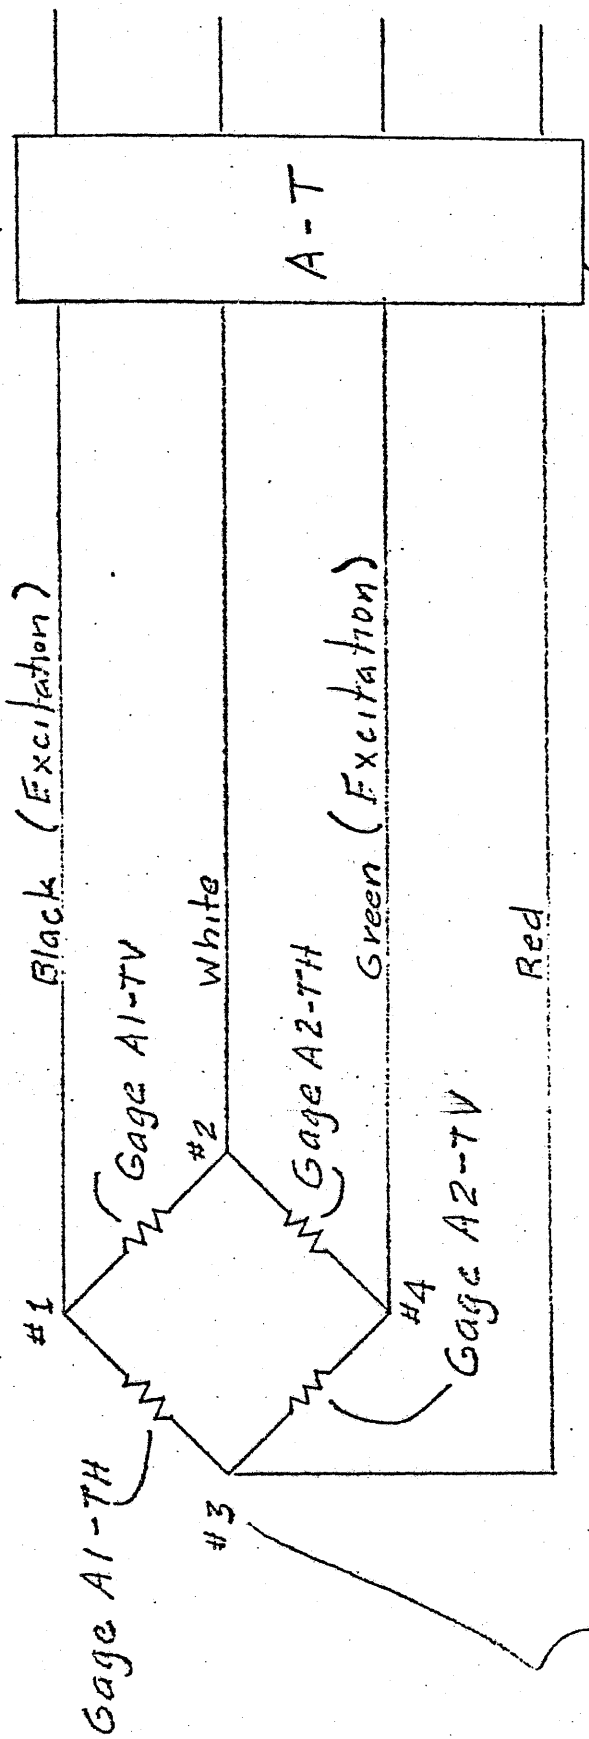 Gage A1-TH
#1
Black (Excitation)
Gage A1-TV
#2
White
A-T
#3
Gage A2-TH
Green (Excitation)
#4
Gage A2-TV
Red